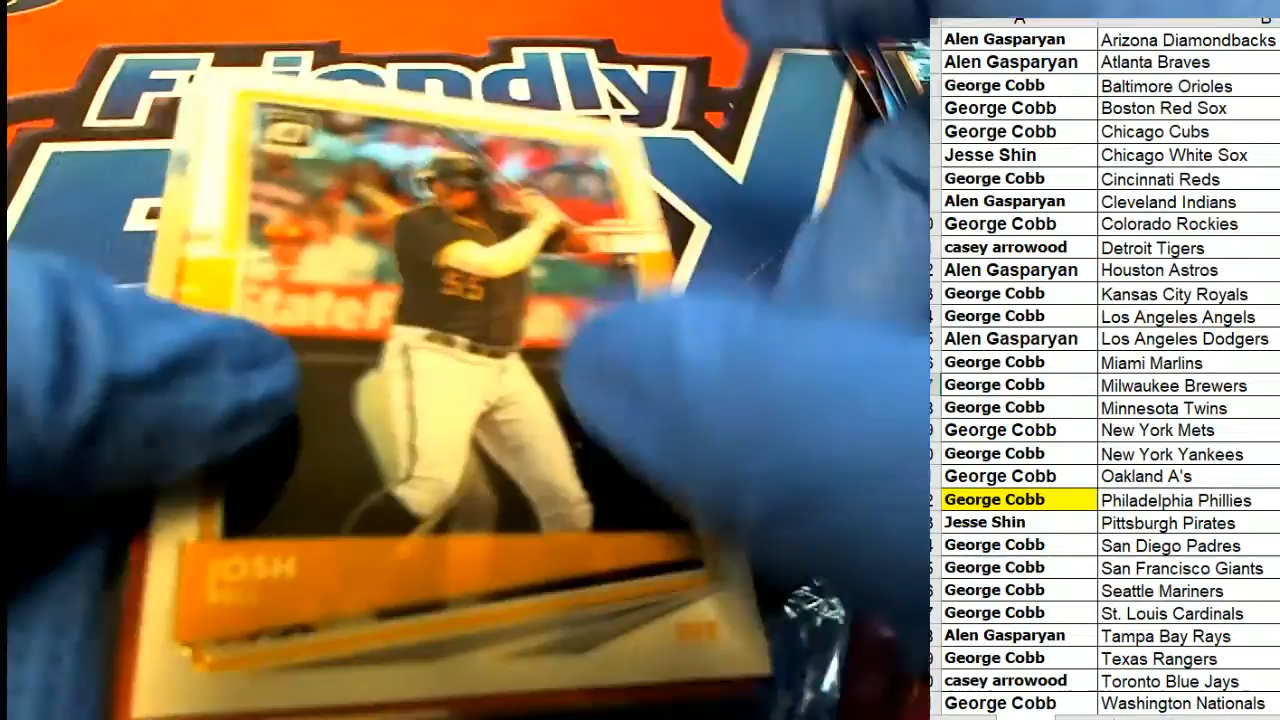 Friendly
55
State
A
B
Alen Gasparyan Arizona Diamondbacks
Alen Gasparyan Atlanta Braves
George Cobb Baltimore Orioles
George Cobb Boston Red Sox
George Cobb Chicago Cubs
Jesse Shin Chicago White Sox
George Cobb Cincinnati Reds
Alen Gasparyan Cleveland Indians
George Cobb Colorado Rockies
casey arrowood Detroit Tigers
Alen Gasparyan Houston Astros
George Cobb Kansas City Royals
George Cobb Los Angeles Angels
Alen Gasparyan Los Angeles Dodgers
George Cobb Miami Marlins
George Cobb Milwaukee Brewers
George Cobb Minnesota Twins
George Cobb New York Mets
George Cobb New York Yankees
George Cobb Oakland A's
George Cobb Philadelphia Phillies
Jesse Shin Pittsburgh Pirates
George Cobb San Diego Padres
George Cobb San Francisco Giants
George Cobb Seattle Mariners
George Cobb St. Louis Cardinals
Alen Gasparyan Tampa Bay Rays
George Cobb Texas Rangers
casey arrowood Toronto Blue Jays
George Cobb Washington Nationals